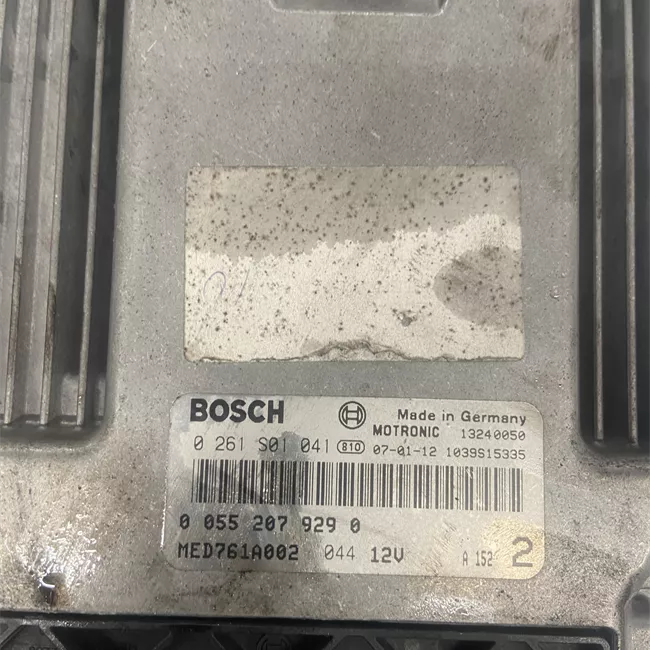 BOSCH Made in Germany
MOTRONIC 13240050
0 261 S01 041 810 07-01-12 1039S15335
0 055 207 929 0
MED761A002 044 12V A 152 2